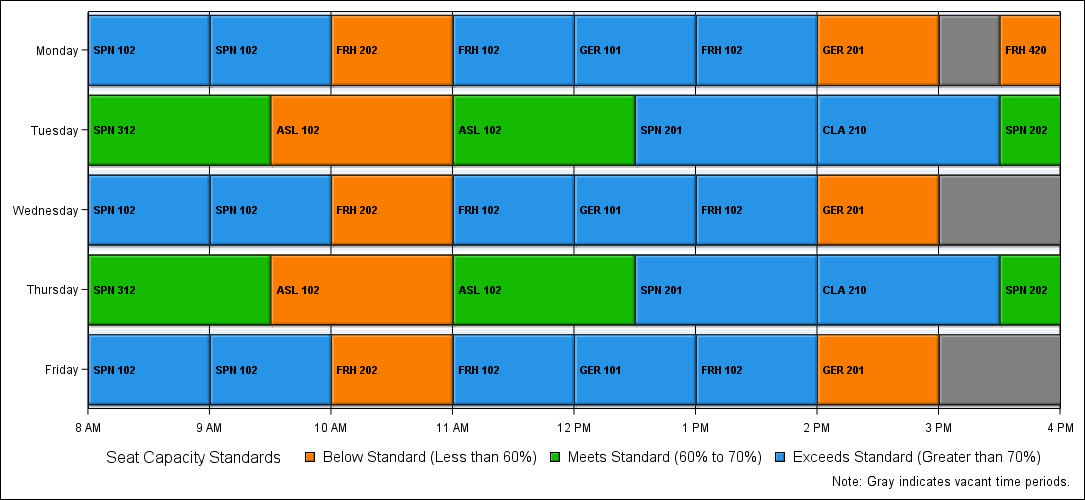 Monday SPN 102 SPN 102 FRH 202 FRH 102 GER 101 FRH 102 GER 201 FRH 420
Tuesday SPN 312 ASL 102 ASL 102 SPN 201 CLA 210 SPN 202
Wednesday SPN 102 SPN 102 FRH 202 FRH 102 GER 101 FRH 102 GER 201
Thursday SPN 312 ASL 102 ASL 102 SPN 201 CLA 210 SPN 202
Friday SPN 102 SPN 102 FRH 202 FRH 102 GER 101 FRH 102 GER 201
8 AM 9 AM 10 AM 11 AM 12 PM 1 PM 2 PM 3 PM 4 PM
Seat Capacity Standards Below Standard (Less than 60%) Meets Standard (60% to 70%) Exceeds Standard (Greater than 70%)
Note: Gray indicates vacant time periods.